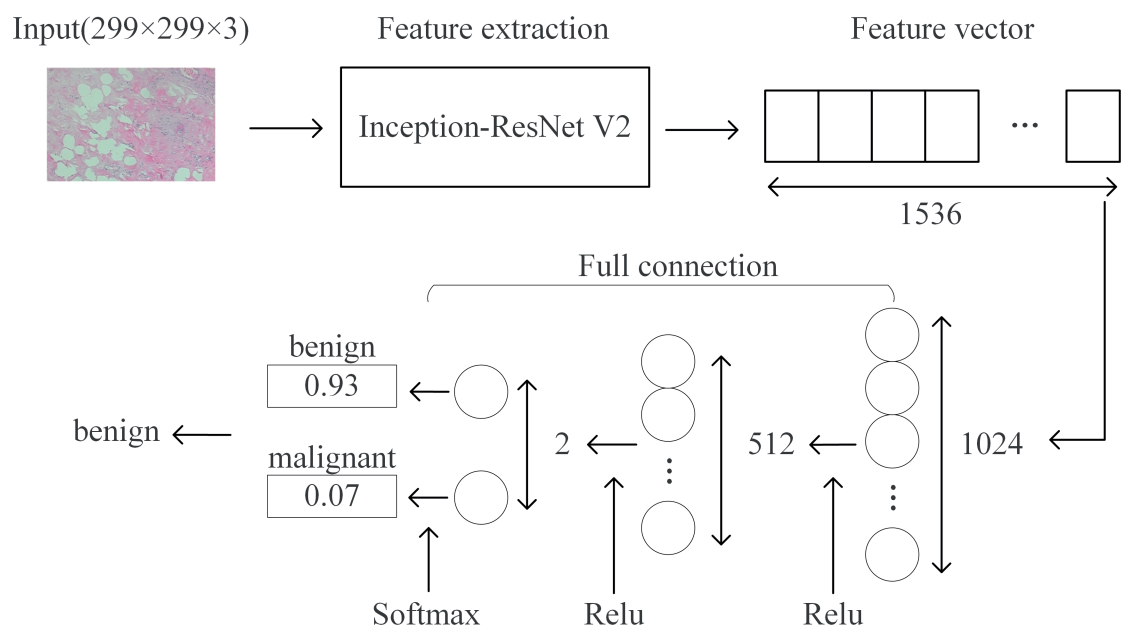 Input(299×299×3)
Feature extraction
Feature vector
Inception-ResNet V2
...
1536
Full connection
benign
0.93
benign
malignant
0.07
2
512
1024
Softmax
Relu
Relu